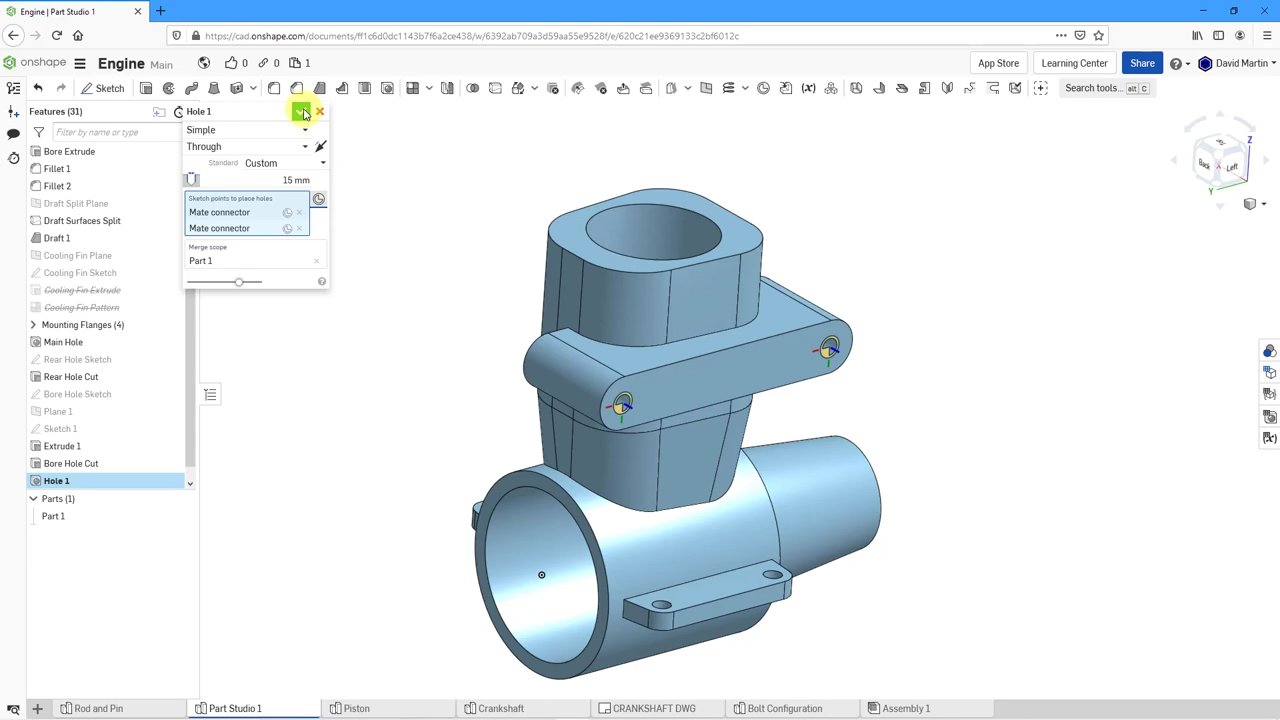 Engine | Part Studio 1
https://cad.onshape.com/documents/ff1c6d0dc1143b7f6a2ce438/w/6392ab709a3d59aa55e9528f/e/620c21ee9369133c2bf6012c
onshape Engine Main 0 0 1 App Store Learning Center Share David Martin
Sketch Search tools... alt C
Features (31)
Filter by name or type
Bore Extrude
Fillet 1
Fillet 2
Draft Split Plane
Draft Surfaces Split
Draft 1
Cooling Fin Plane
Cooling Fin Sketch
Cooling Fin Extrude
Cooling Fin Pattern
Mounting Flanges (4)
Main Hole
Rear Hole Sketch
Rear Hole Cut
Bore Hole Sketch
Plane 1
Sketch 1
Extrude 1
Bore Hole Cut
Hole 1
Parts (1)
Part 1
Hole 1
Simple
Through
Standard Custom
15 mm
Sketch points to place holes
Mate connector
Mate connector
Merge scope
Part 1
Z
Back
Left
Y
Rod and Pin Part Studio 1 Piston Crankshaft CRANKSHAFT DWG Bolt Configuration Assembly 1